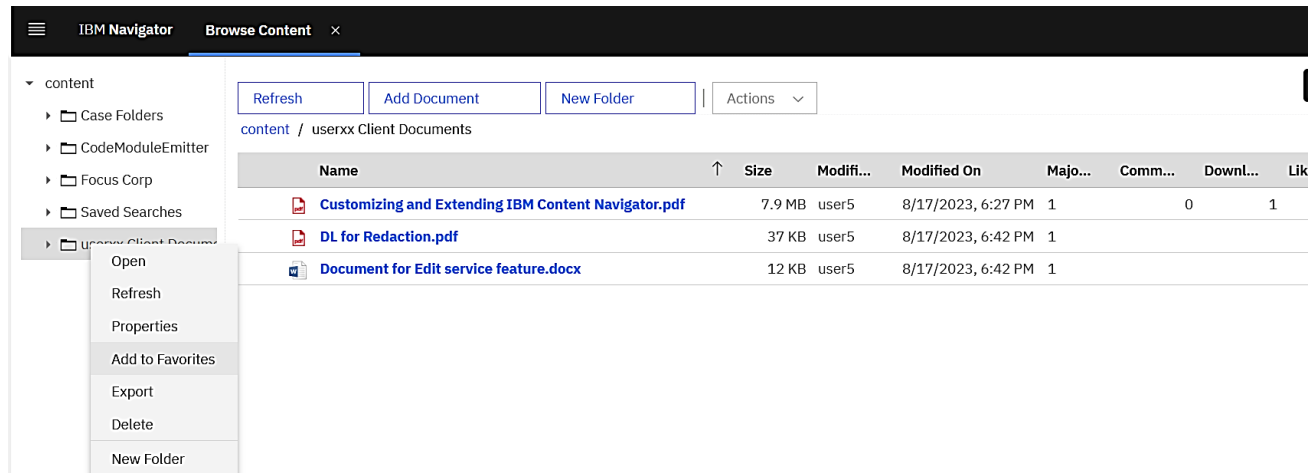 IBM Navigator Browse Content ×
content
Case Folders
CodeModuleEmitter
Focus Corp
Saved Searches
userxx Client Docume
Refresh Add Document New Folder | Actions
content / userxx Client Documents
Name ↑ Size Modifi... Modified On Majo... Comm... Downl... Lik
Customizing and Extending IBM Content Navigator.pdf 7.9 MB user5 8/17/2023, 6:27 PM 1 0 1
DL for Redaction.pdf 37 KB user5 8/17/2023, 6:42 PM 1
Document for Edit service feature.docx 12 KB user5 8/17/2023, 6:42 PM 1
Open
Refresh
Properties
Add to Favorites
Export
Delete
New Folder